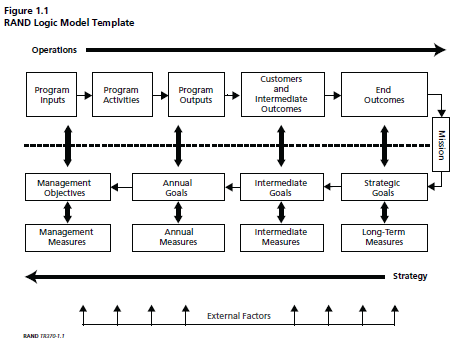 Figure 1.1
RAND Logic Model Template
Operations
Program
Inputs
Program
Activities
Program
Outputs
Customers
and
Intermediate
Outcomes
End
Outcomes
Mission
Management
Objectives
Annual
Goals
Intermediate
Goals
Strategic
Goals
Management
Measures
Annual
Measures
Intermediate
Measures
Long-Term
Measures
Strategy
External Factors
RAND TR370-1.1